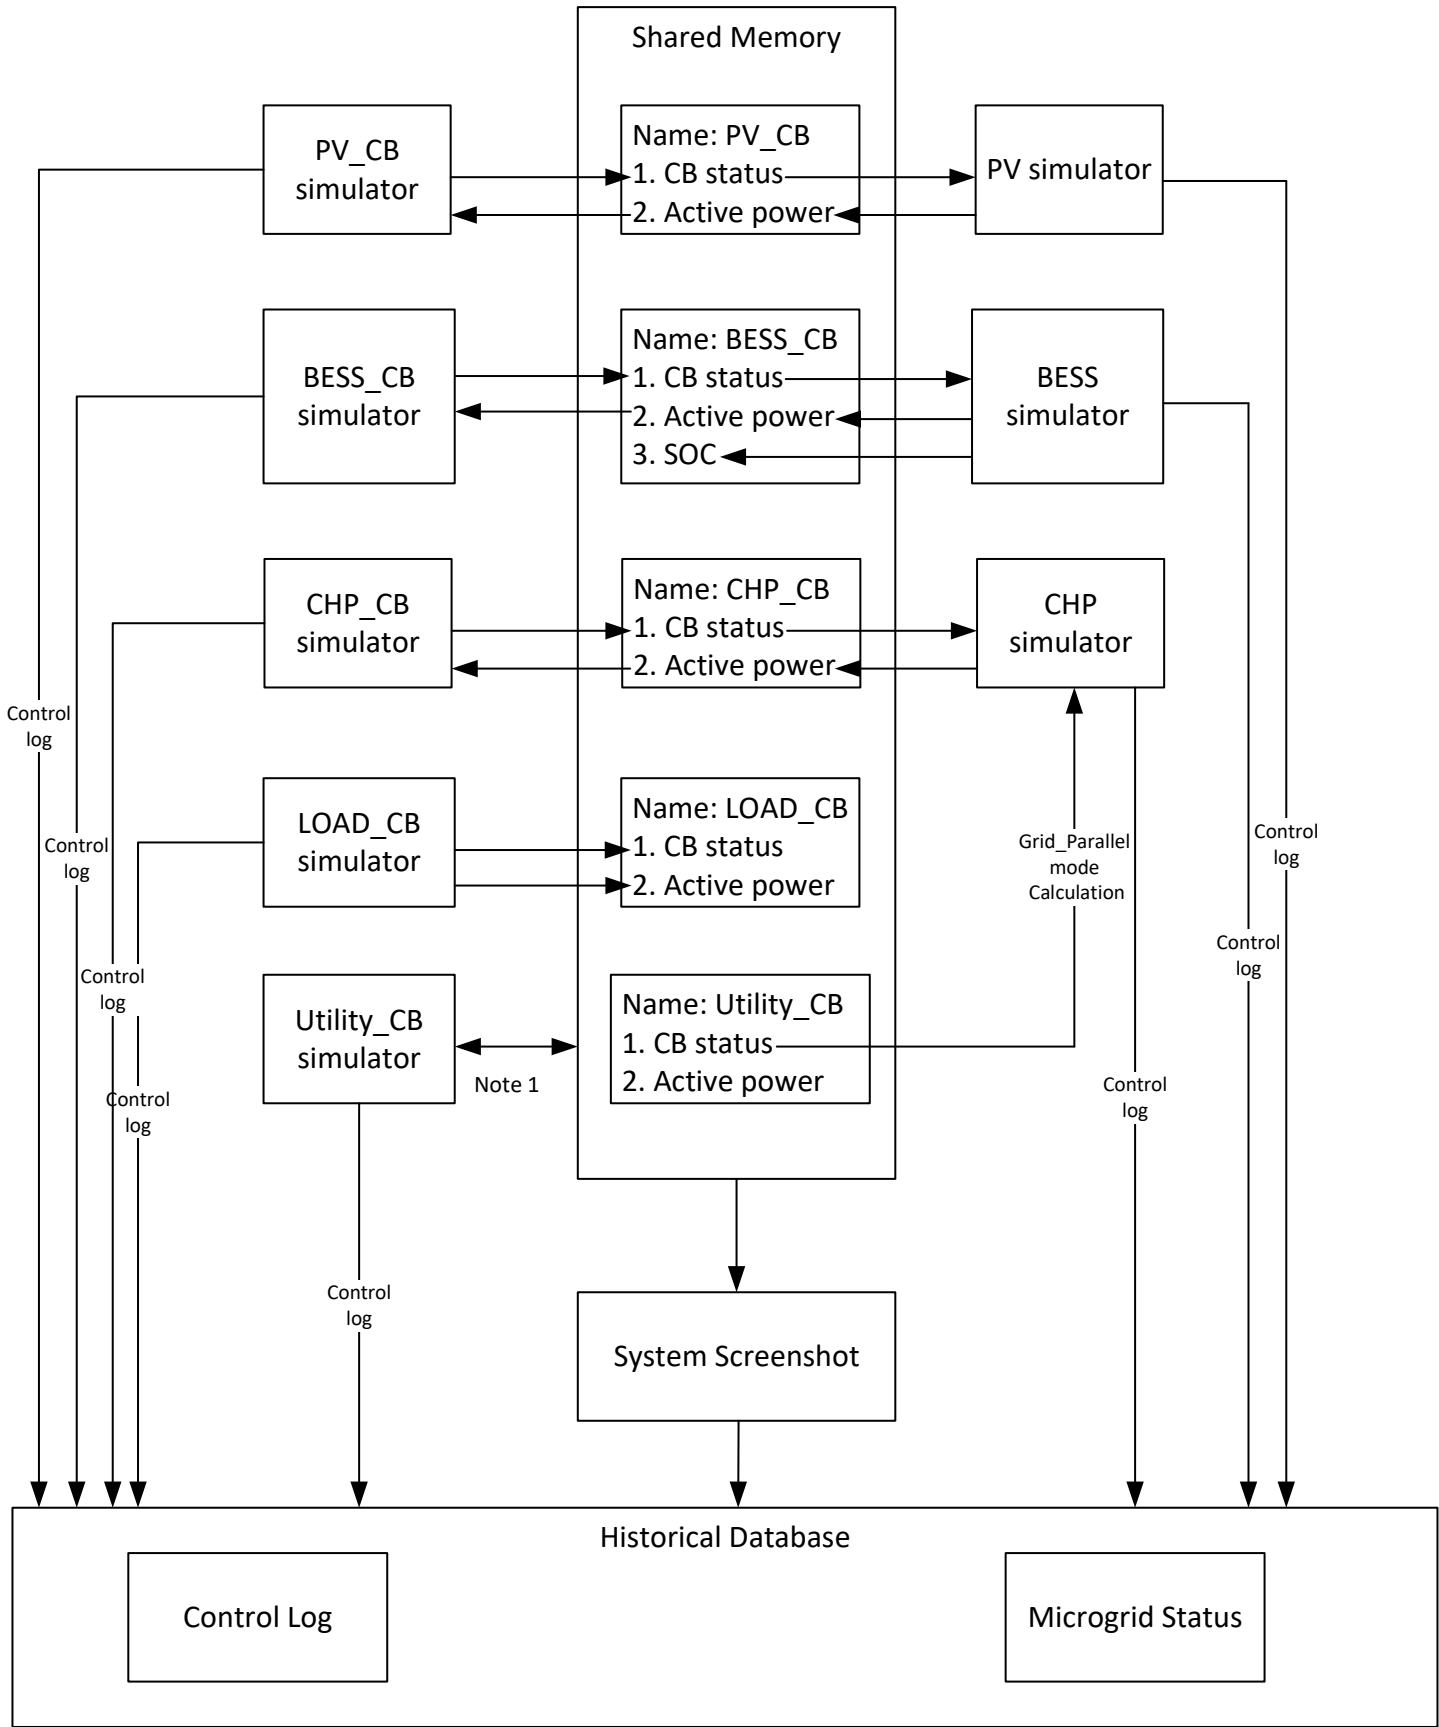 Shared Memory
PV_CB
simulator
Name: PV_CB
1. CB status
2. Active power
PV simulator
BESS_CB
simulator
Name: BESS_CB
1. CB status
2. Active power
3. SOC
BESS
simulator
CHP_CB
simulator
Name: CHP_CB
1. CB status
2. Active power
CHP
simulator
Control
log
LOAD_CB
simulator
Name: LOAD_CB
1. CB status
2. Active power
Control
log
Grid_Parallel
mode
Calculation
Control
log
Control
log
Utility_CB
simulator
Note 1
Name: Utility_CB
1. CB status
2. Active power
Control
log
Control
log
Control
log
Control
log
System Screenshot
Historical Database
Control Log
Microgrid Status